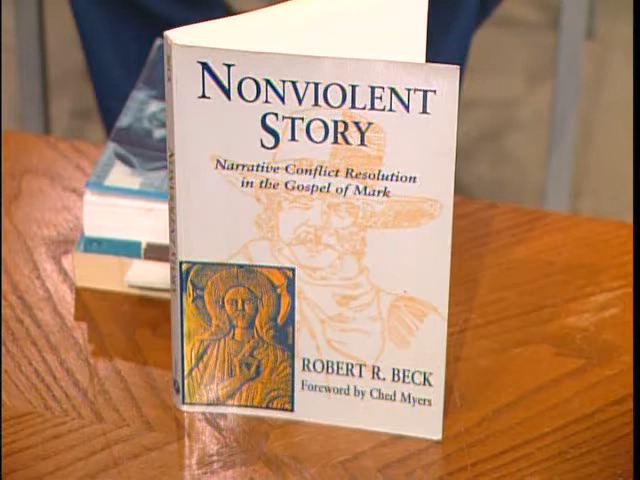 NONVIOLENT
STORY
Narrative Conflict Resolution
in the Gospel of Mark
ROBERT R. BECK
Foreword by Ched Myers